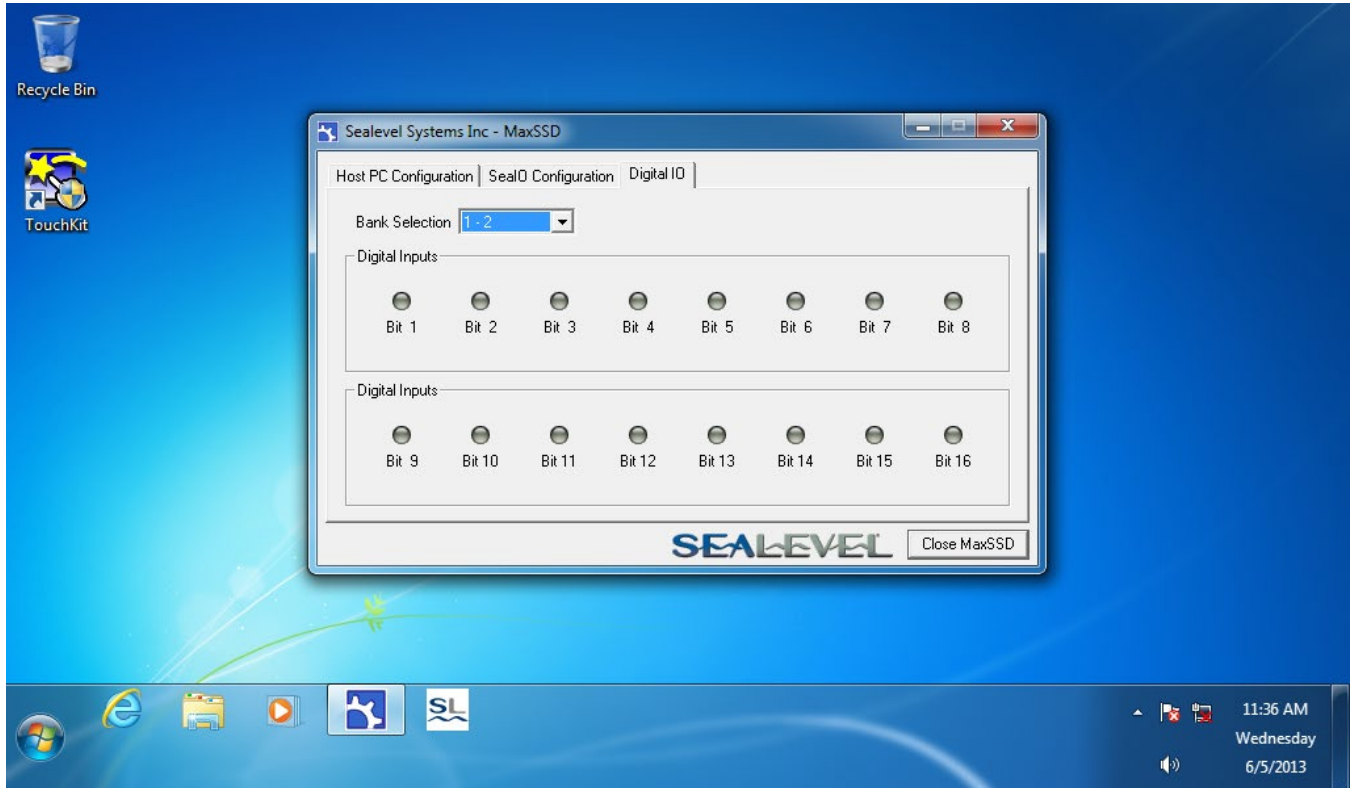 Recycle Bin
TouchKit
Sealevel Systems Inc - MaxSSD
Host PC Configuration SeaIO Configuration Digital IO
Bank Selection 1 - 2
Digital Inputs
Bit 1 Bit 2 Bit 3 Bit 4 Bit 5 Bit 6 Bit 7 Bit 8
Digital Inputs
Bit 9 Bit 10 Bit 11 Bit 12 Bit 13 Bit 14 Bit 15 Bit 16
SEALEVEL Close MaxSSD
SL
11:36 AM
Wednesday
6/5/2013